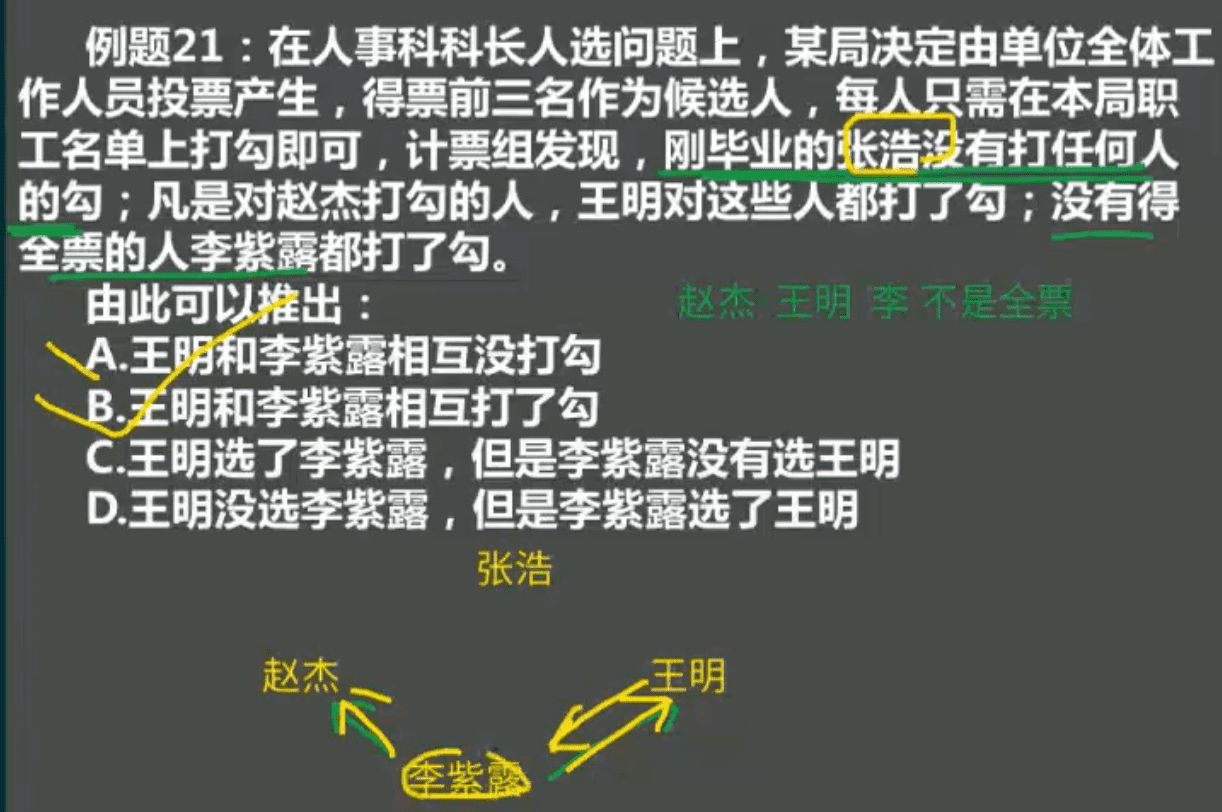 例题21：在人事科科长人选问题上，某局决定由单位全体工
作人员投票产生，得票前三名作为候选人，每人只需在本局职
工名单上打勾即可，计票组发现，刚毕业的张浩没有打任何人
的勾；凡是对赵杰打勾的人，王明对这些人都打了勾；没有得
全票的人李紫露都打了勾。
由此可以推出：
赵杰 王明 李 不是全票
A.王明和李紫露相互没打勾
B.王明和李紫露相互打了勾
C.王明选了李紫露，但是李紫露没有选王明
D.王明没选李紫露，但是李紫露选了王明
张浩
赵杰 王明
李紫露